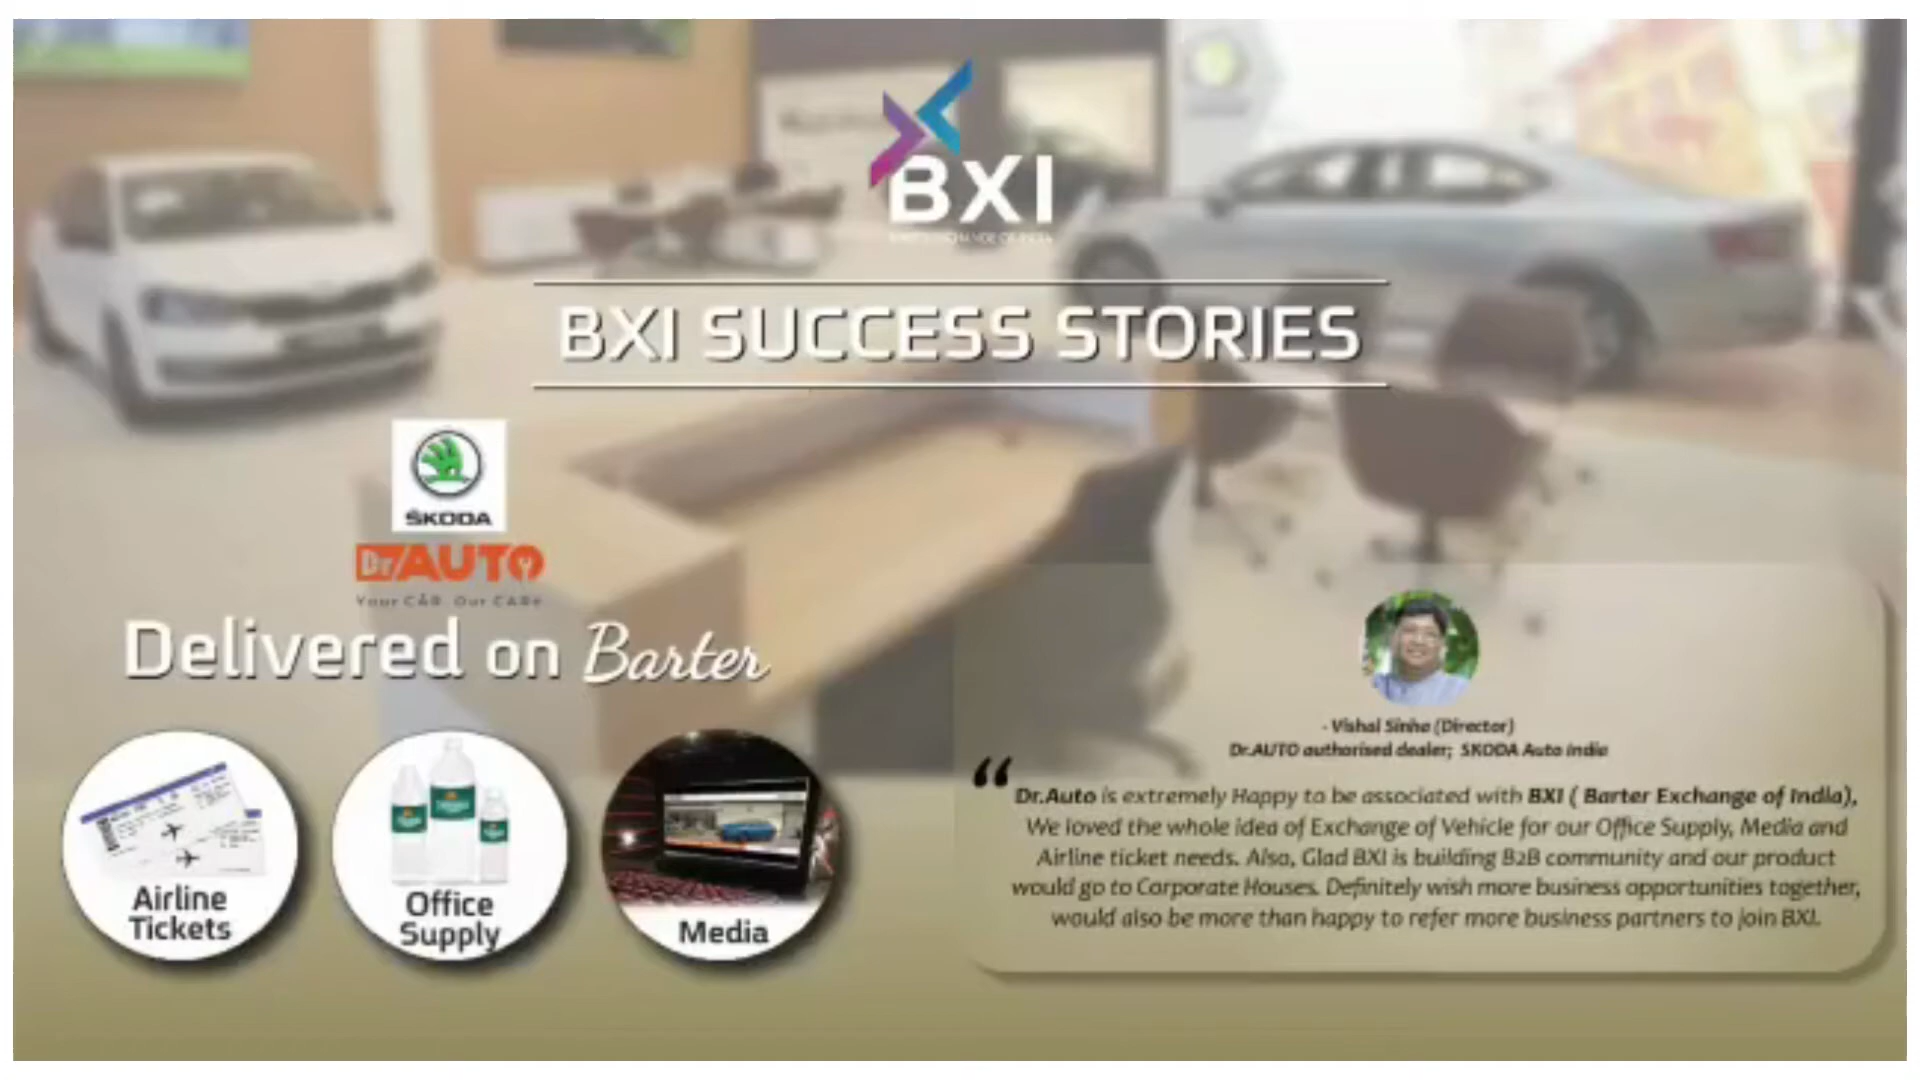 BXI
BXI SUCCESS STORIES
ŠKODA
Dr.AUTO
Your CAR Our CARe
Delivered on Barter
Airline
Tickets
Office
Supply
Media
- Vishal Sinha (Director)
Dr.AUTO authorised dealer; SKODA Auto India
“ Dr.Auto is extremely Happy to be associated with BXI ( Barter Exchange of India),
We loved the whole idea of Exchange of Vehicle for our Office Supply, Media and
Airline ticket needs. Also, Glad BXI is building B2B community and our product
would go to Corporate Houses. Definitely wish more business opportunities together,
would also be more than happy to refer more business partners to join BXI.